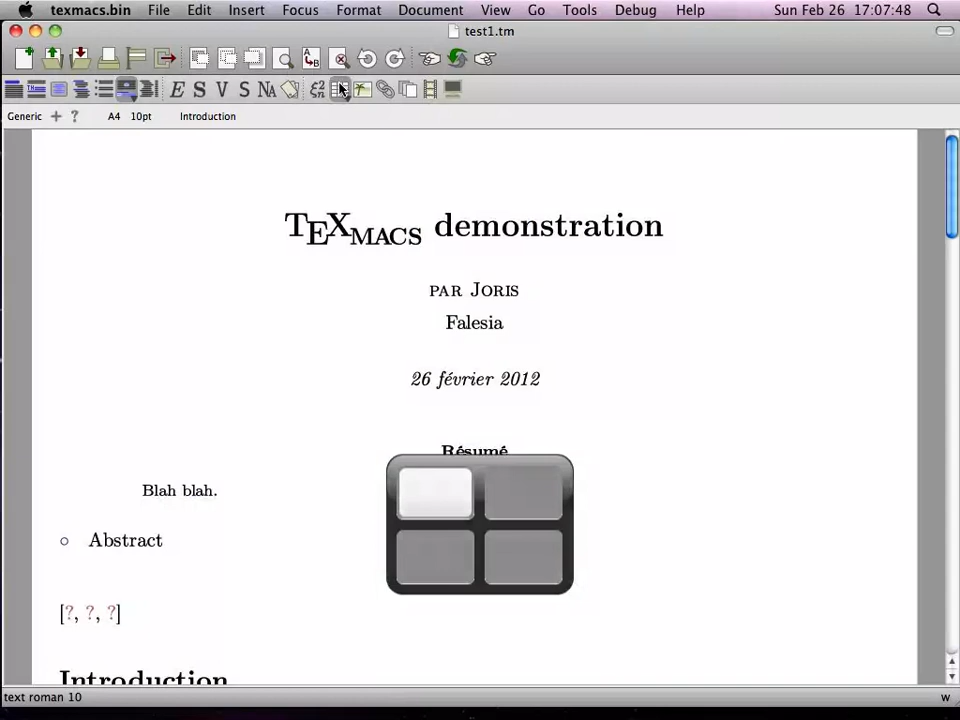 texmacs.bin File Edit Insert Focus Format Document View Go Tools Debug Help Sun Feb 26 17:07:48
test1.tm
E S V S NA
Generic + ? A4 10pt Introduction
TEXMACS demonstration
PAR JORIS
Falesia
26 février 2012
Résumé
Blah blah.
○ Abstract
[?, ?, ?]
Introduction
text roman 10 w